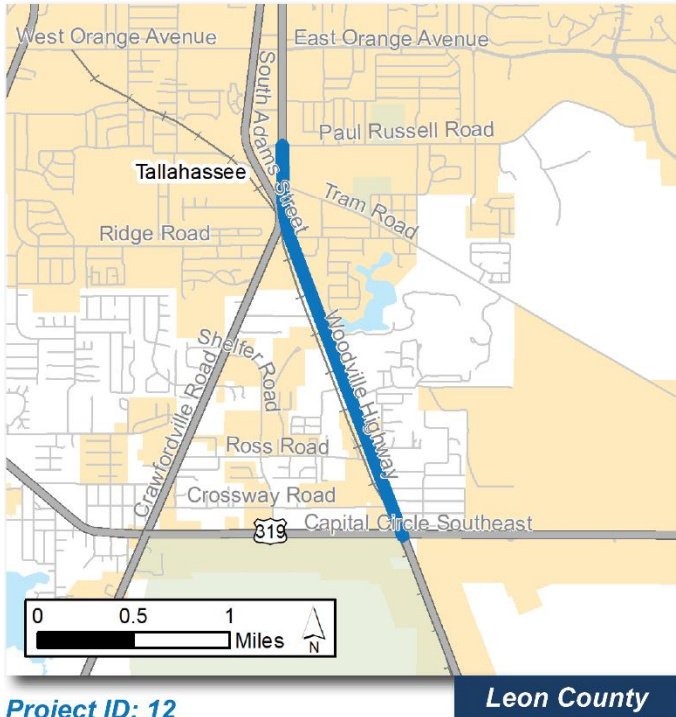 West Orange Avenue
East Orange Avenue
South Adams Street
Paul Russell Road
Tallahassee
Tram Road
Ridge Road
Shelfer Road
Woodville Highway
Crawfordville Road
Ross Road
Crossway Road
Capital Circle Southeast
319
0 0.5 1
Miles
N
Project ID: 12
Leon County